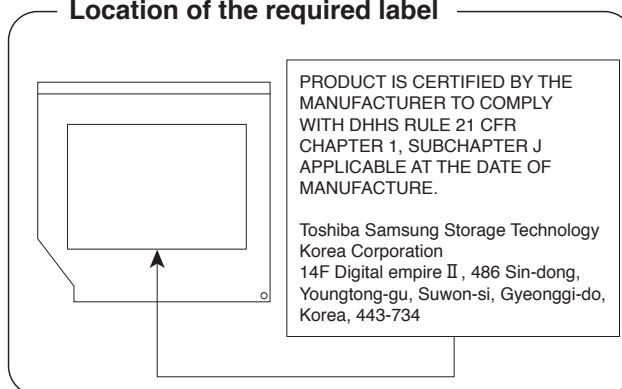 Location of the required label
PRODUCT IS CERTIFIED BY THE
MANUFACTURER TO COMPLY
WITH DHHS RULE 21 CFR
CHAPTER 1, SUBCHAPTER J
APPLICABLE AT THE DATE OF
MANUFACTURE.
Toshiba Samsung Storage Technology
Korea Corporation
14F Digital empire Ⅱ, 486 Sin-dong,
Youngtong-gu, Suwon-si, Gyeonggi-do,
Korea, 443-734